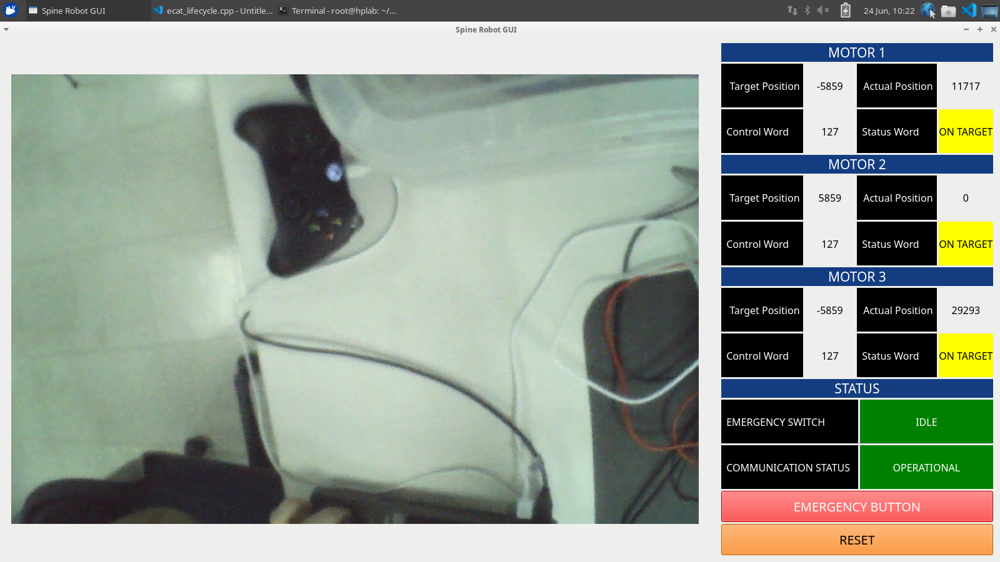 Spine Robot GUI
ecat_lifecycle.cpp - Untitle...
Terminal - root@hplab: ~/...
24 Jun, 10:22
Spine Robot GUI
MOTOR 1
Target Position -5859 Actual Position 11717
Control Word 127 Status Word ON TARGET
MOTOR 2
Target Position 5859 Actual Position 0
Control Word 127 Status Word ON TARGET
MOTOR 3
Target Position -5859 Actual Position 29293
Control Word 127 Status Word ON TARGET
STATUS
EMERGENCY SWITCH IDLE
COMMUNICATION STATUS OPERATIONAL
EMERGENCY BUTTON
RESET